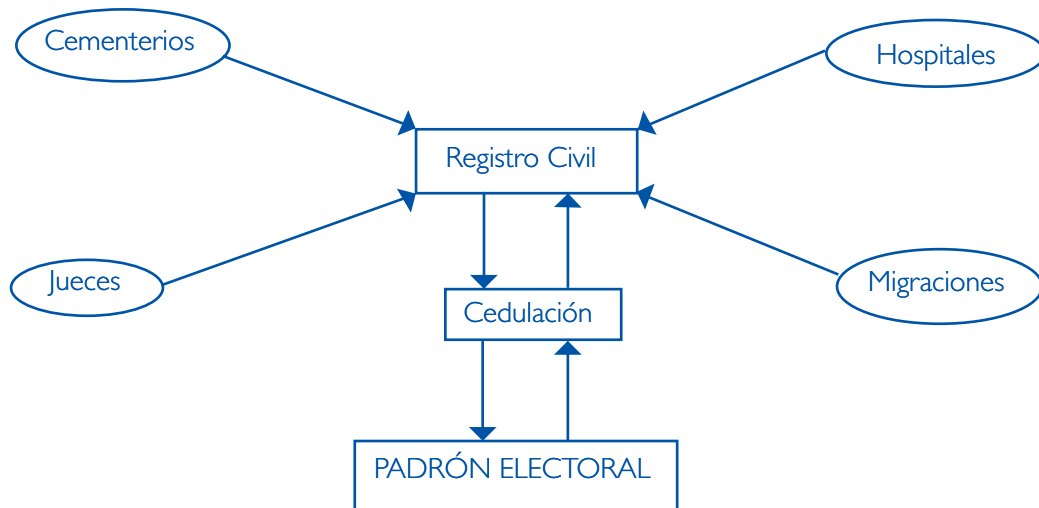 Cementerios
Hospitales
Registro Civil
Jueces
Migraciones
Cedulación
PADRÓN ELECTORAL